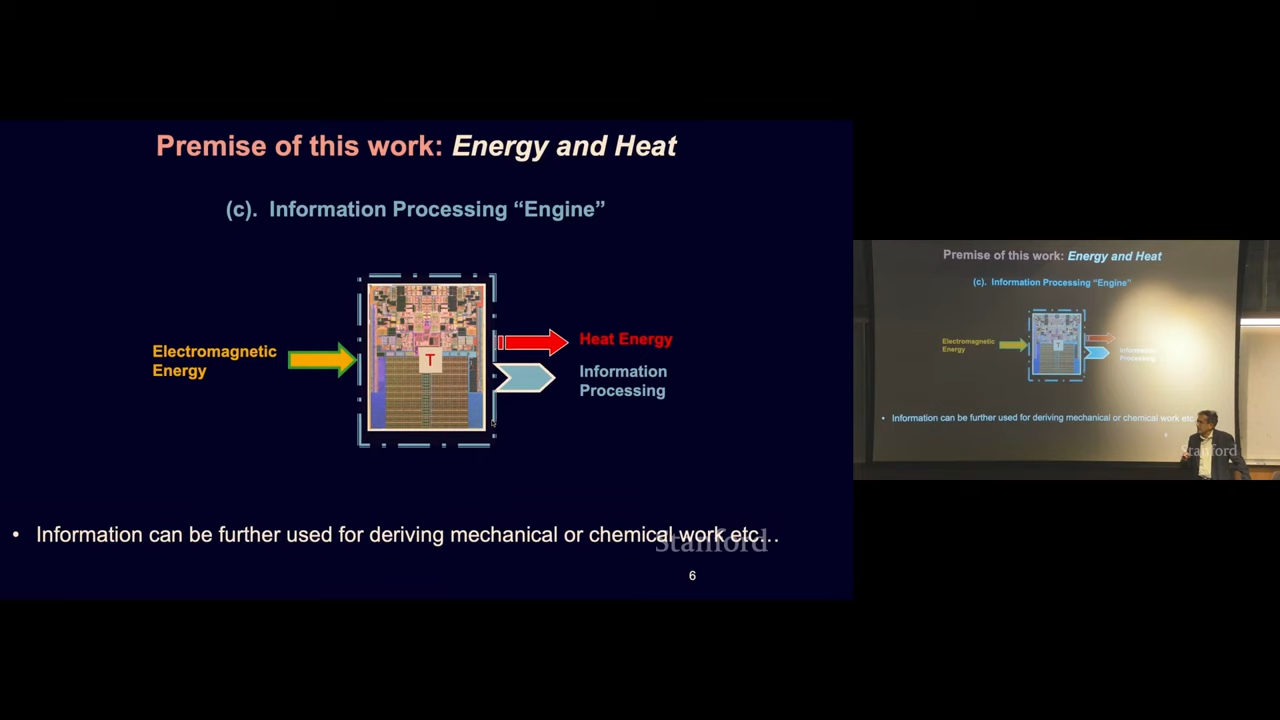 Premise of this work: Energy and Heat
(c). Information Processing “Engine”
Electromagnetic
Energy
T
Heat Energy
Information
Processing
• Information can be further used for deriving mechanical or chemical work etc…
Stanford
6
Premise of this work: Energy and Heat
(c). Information Processing “Engine”
Electromagnetic
Energy
T
Processing
• Information can be further used for deriving mechanical or chemical work etc
6
Stanford